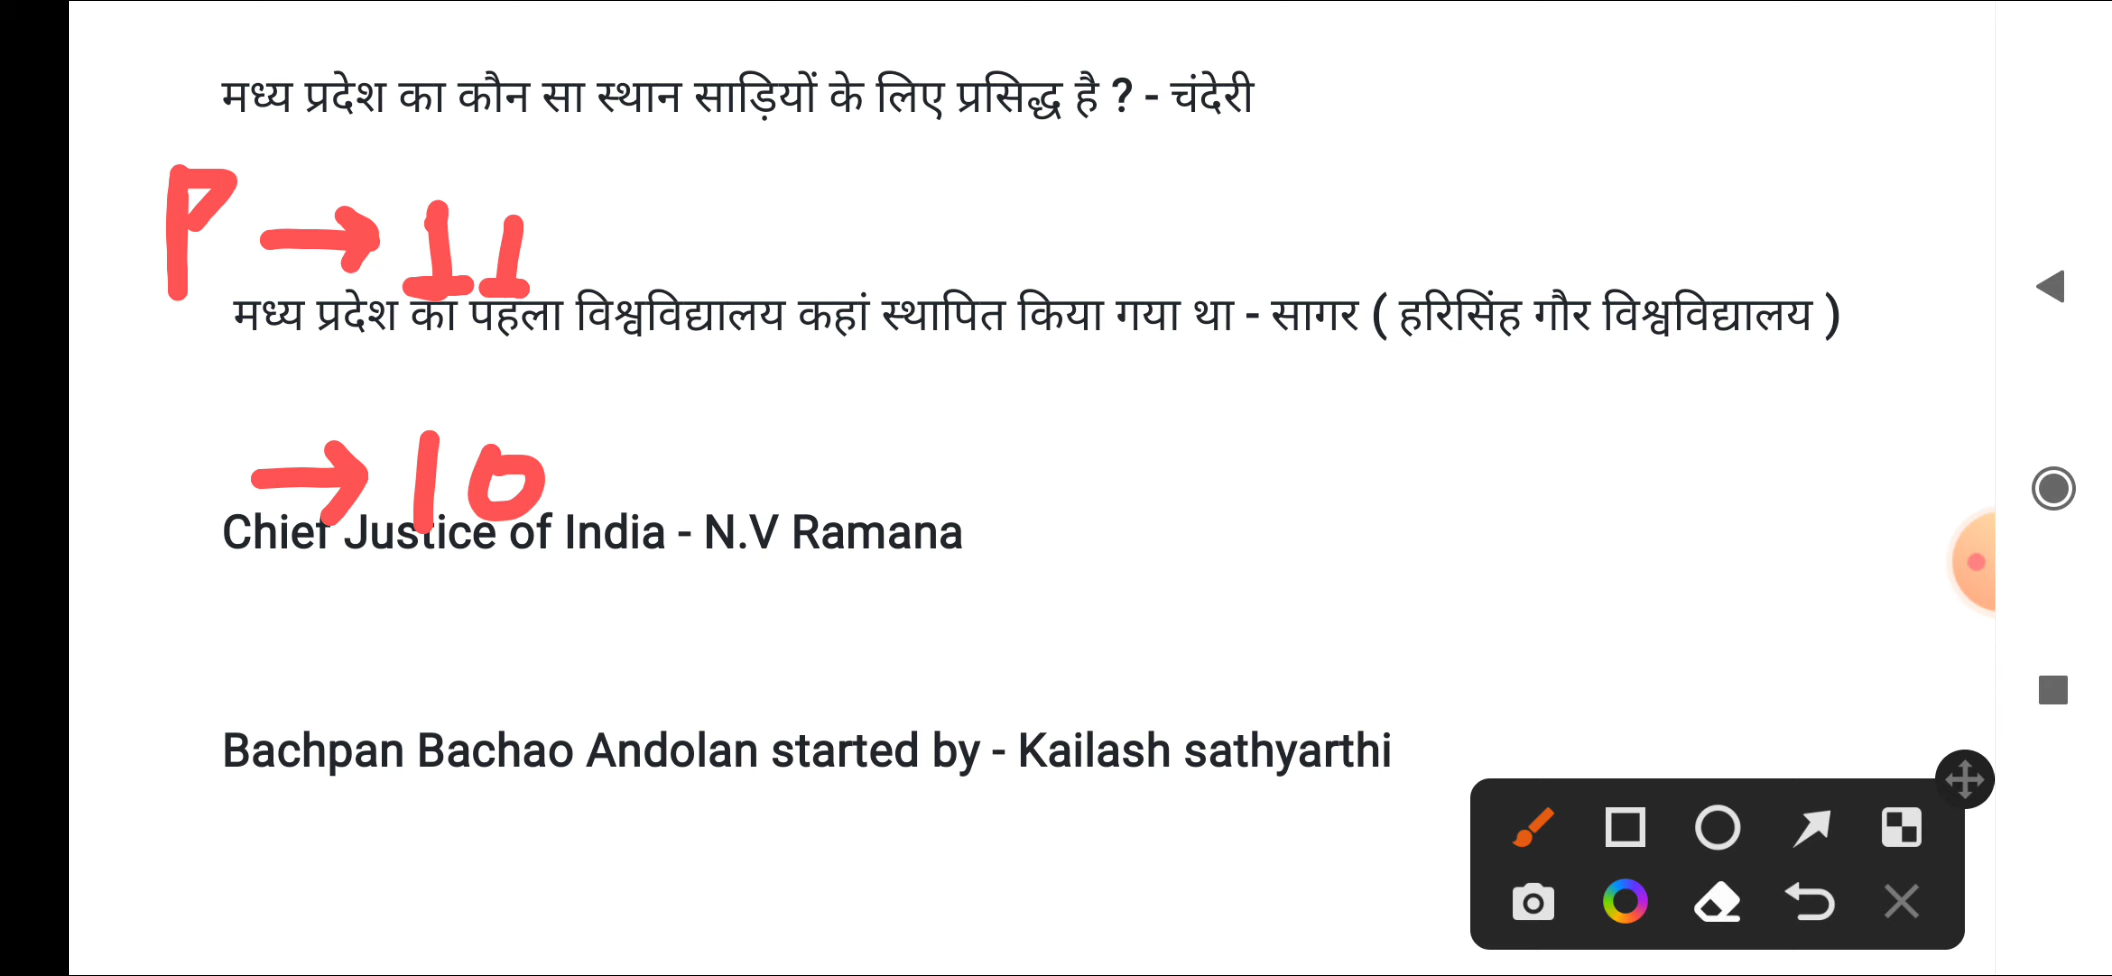 मध्य प्रदेश का कौन सा स्थान साड़ियों के लिए प्रसिद्ध है ? - चंदेरी
P → 11
मध्य प्रदेश का पहला विश्वविद्यालय कहां स्थापित किया गया था - सागर ( हरिसिंह गौर विश्वविद्यालय )
→ 10
Chief Justice of India - N.V Ramana
Bachpan Bachao Andolan started by - Kailash sathyarthi